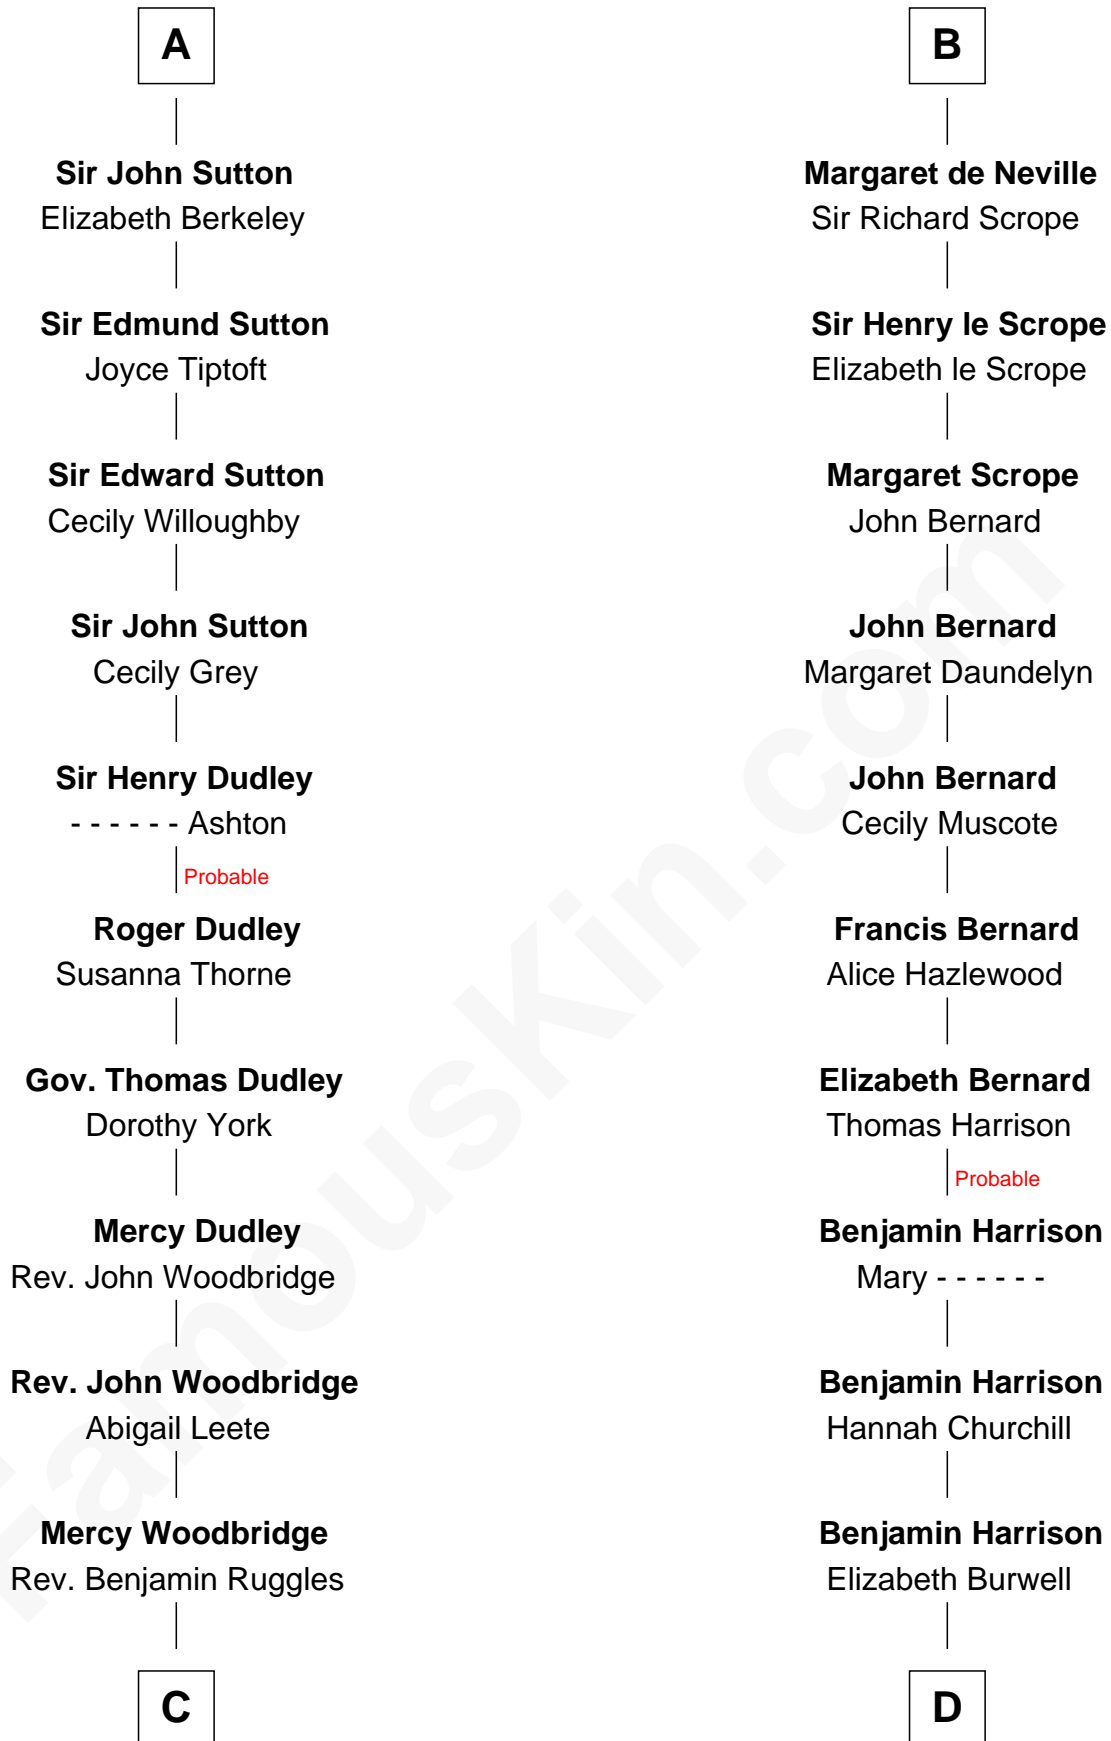 A
Sir John Sutton
Elizabeth Berkeley
Sir Edmund Sutton
Joyce Tiptoft
Sir Edward Sutton
Cecily Willoughby
Sir John Sutton
Cecily Grey
Sir Henry Dudley
- - - - - - Ashton
Probable
Roger Dudley
Susanna Thorne
Gov. Thomas Dudley
Dorothy York
Mercy Dudley
Rev. John Woodbridge
Rev. John Woodbridge
Abigail Leete
Mercy Woodbridge
Rev. Benjamin Ruggles
C
B
Margaret de Neville
Sir Richard Scrope
Sir Henry le Scrope
Elizabeth le Scrope
Margaret Scrope
John Bernard
John Bernard
Margaret Daundelyn
John Bernard
Cecily Muscote
Francis Bernard
Alice Hazlewood
Elizabeth Bernard
Thomas Harrison
Probable
Benjamin Harrison
Mary - - - - - -
Benjamin Harrison
Hannah Churchill
Benjamin Harrison
Elizabeth Burwell
D
FamousKin.com